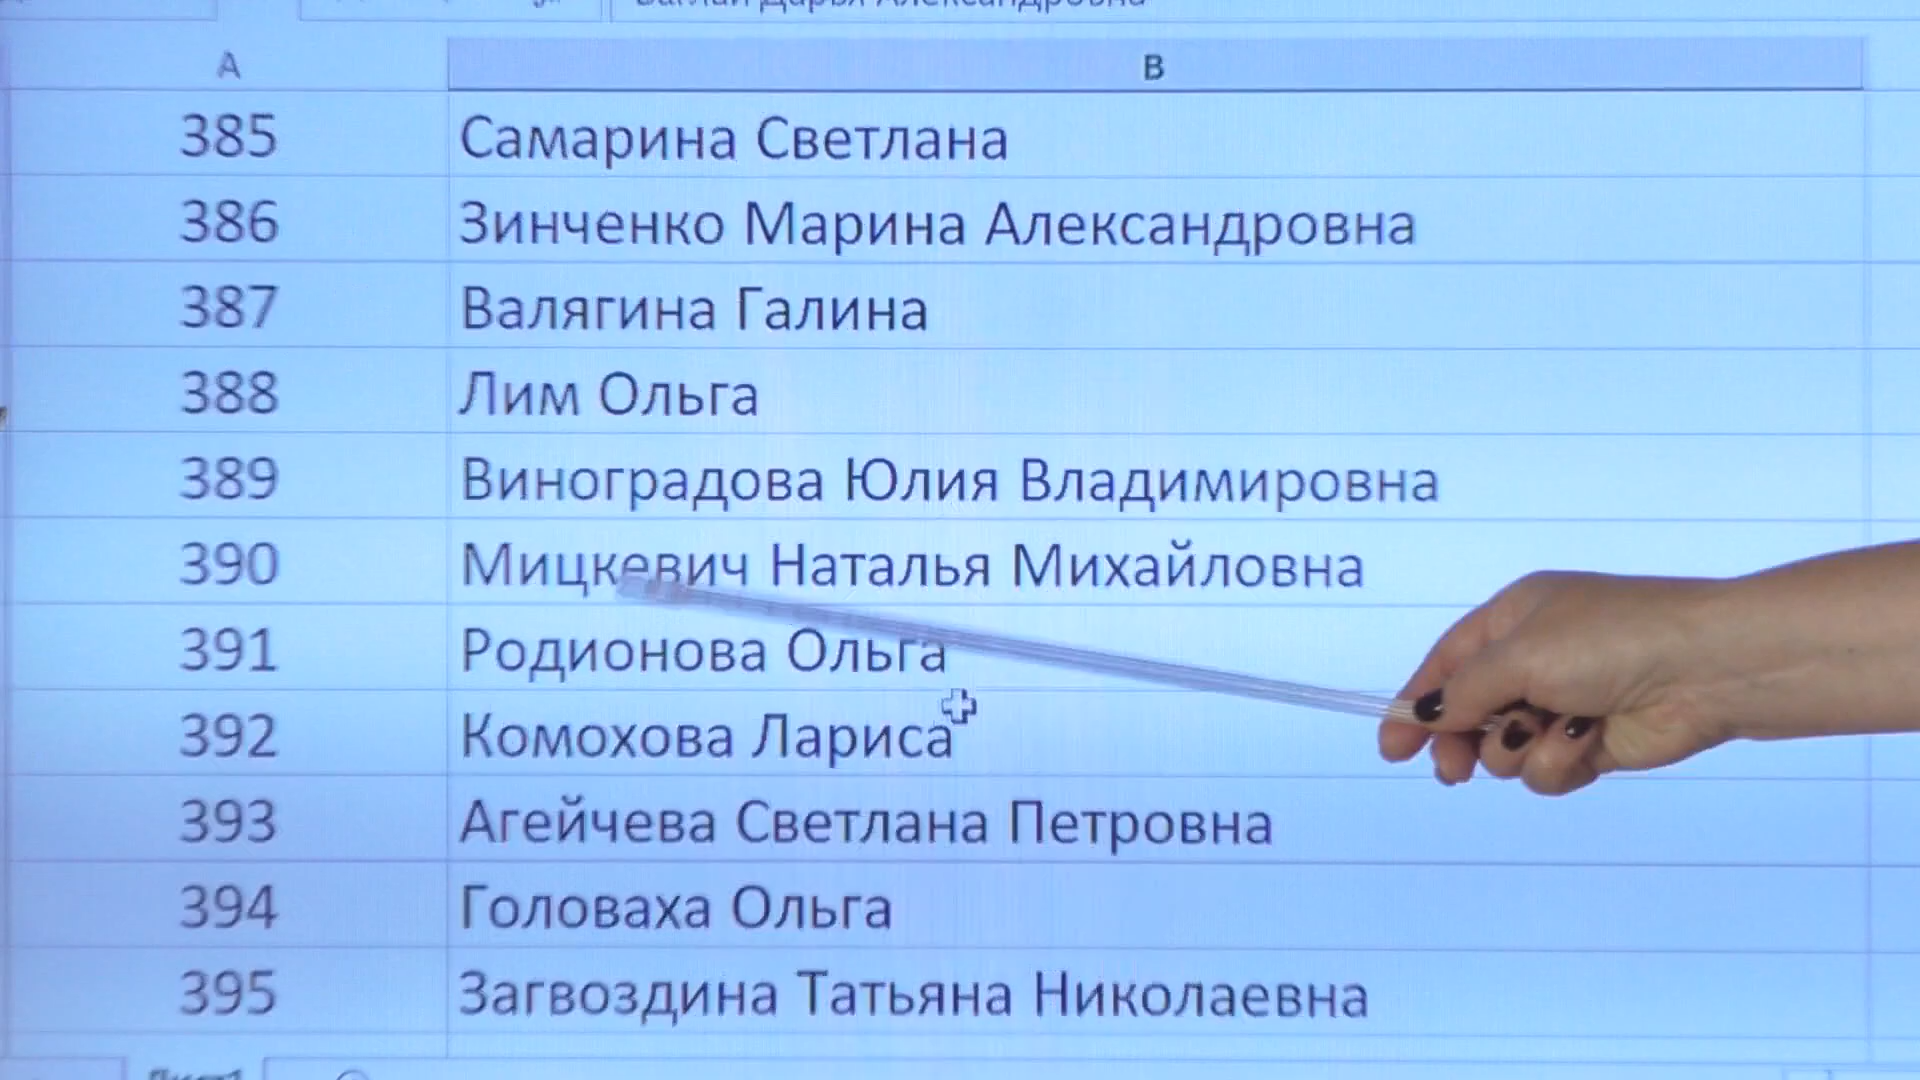 A B
385 Самарина Светлана
386 Зинченко Марина Александровна
387 Валягина Галина
388 Лим Ольга
389 Виноградова Юлия Владимировна
390 Мицкевич Наталья Михайловна
391 Родионова Ольга
392 Комохова Лариса
393 Агейчева Светлана Петровна
394 Головаха Ольга
395 Загвоздина Татьяна Николаевна